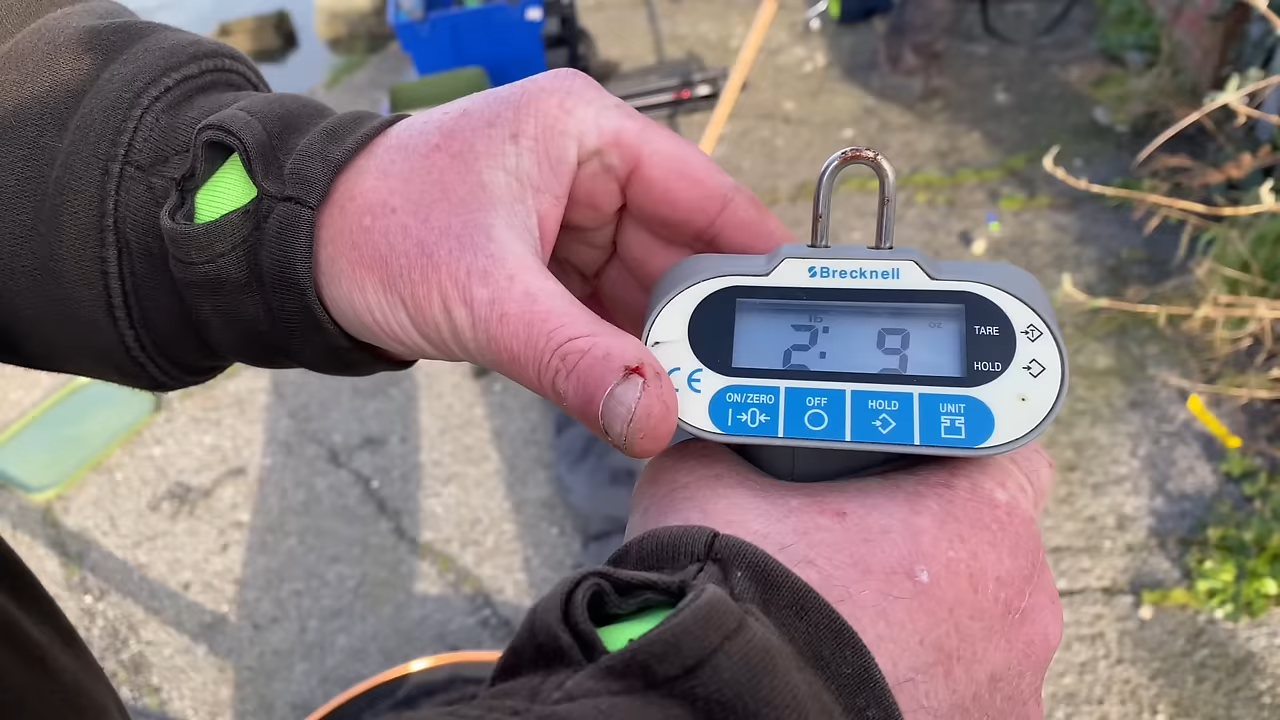 Brecknell
lb oz
2: 9
TARE
HOLD
CE
ON/ZERO OFF HOLD UNIT